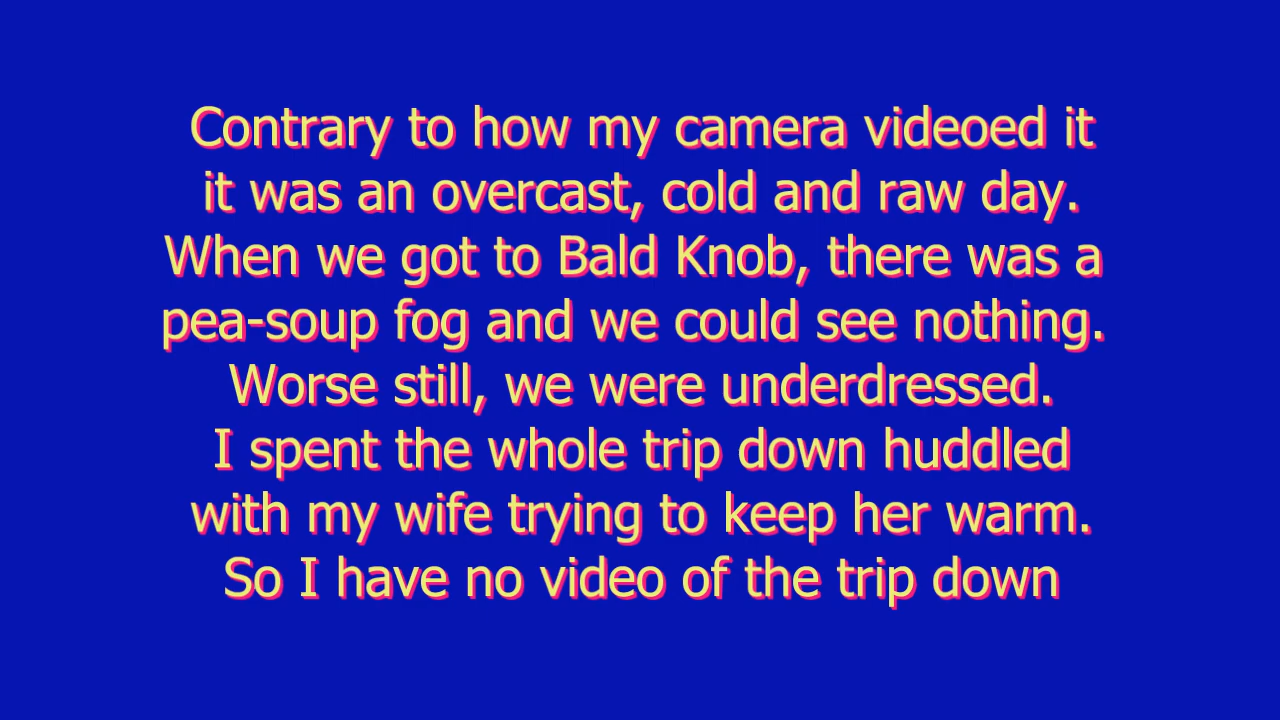 Contrary to how my camera videoed it
it was an overcast, cold and raw day.
When we got to Bald Knob, there was a
pea-soup fog and we could see nothing.
Worse still, we were underdressed.
I spent the whole trip down huddled
with my wife trying to keep her warm.
So I have no video of the trip down